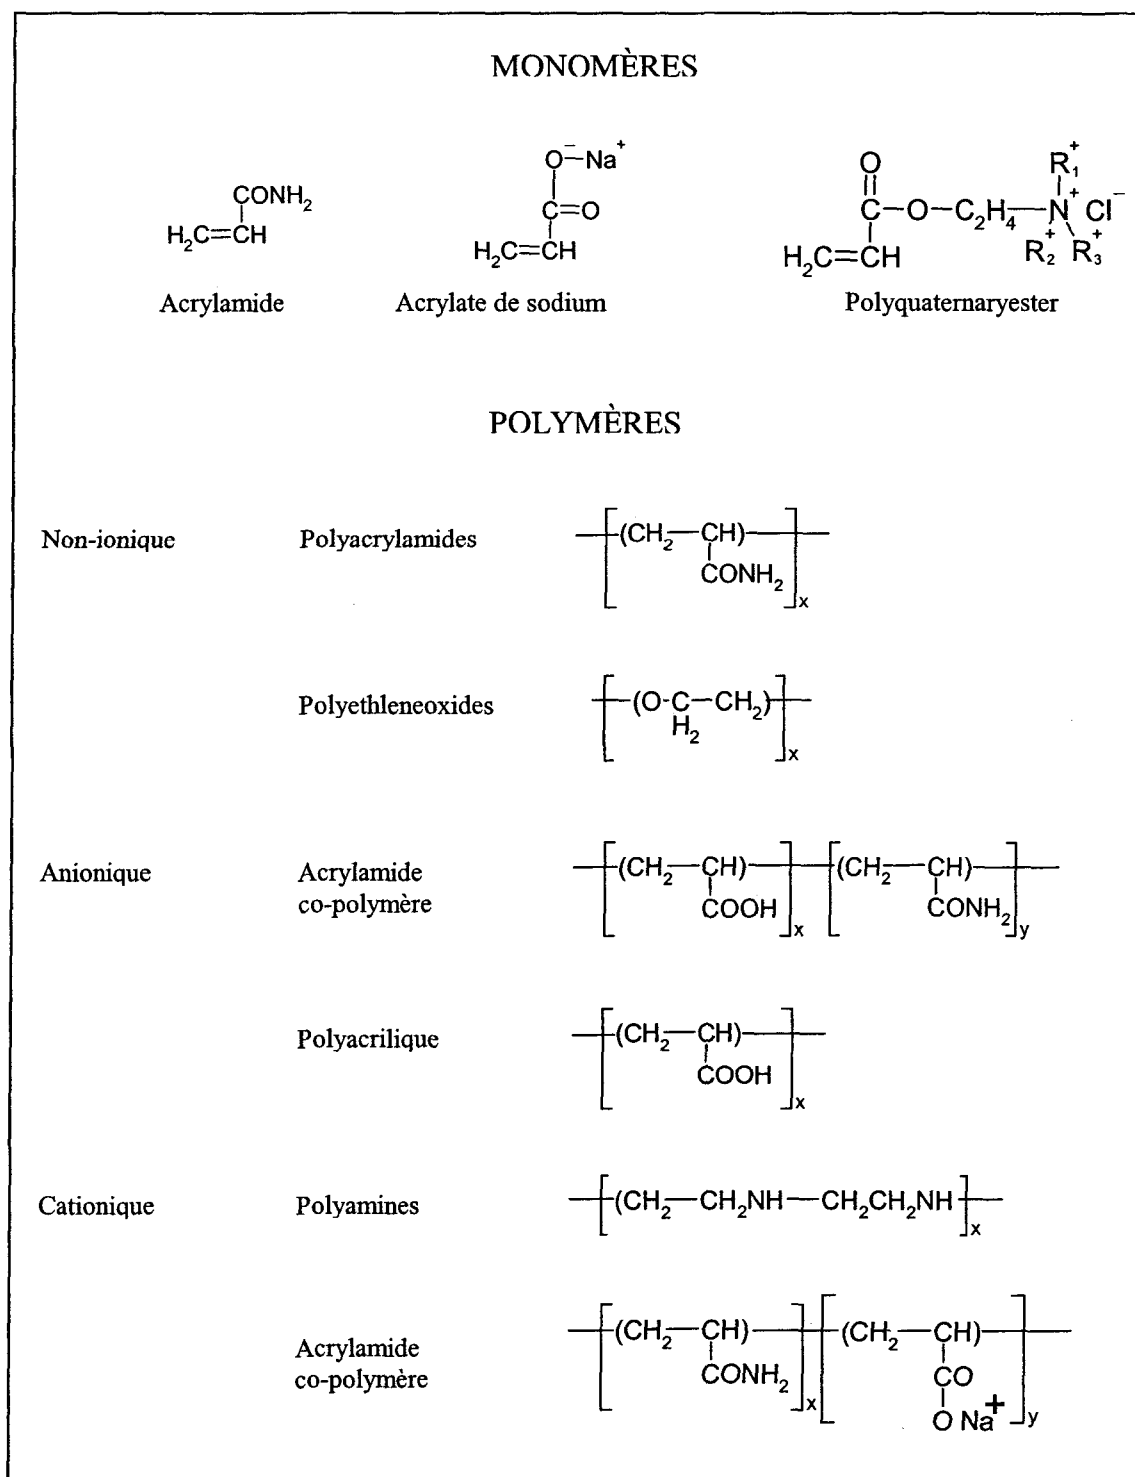 MONOMÈRES
CONH2
H2C=CH
Acrylamide
O⁻–Na⁺
C=O
H2C=CH
Acrylate de sodium
O
C–O–C2H4–N⁺ Cl⁻
R1⁺
R2⁺ R3⁺
H2C=CH
Polyquaternaryester
POLYMÈRES
Non-ionique Polyacrylamides [(CH2–CH)]x
CONH2
Polyethleneoxides [(O-C–CH2)]x
H2
Anionique Acrylamide co-polymère [(CH2–CH)]x [(CH2–CH)]y
COOH CONH2
Polyacrilique [(CH2–CH)]x
COOH
Cationique Polyamines [(CH2–CH2NH–CH2CH2NH]x
Acrylamide co-polymère [(CH2–CH)]x [(CH2–CH)]y
CONH2 CO
O Na+